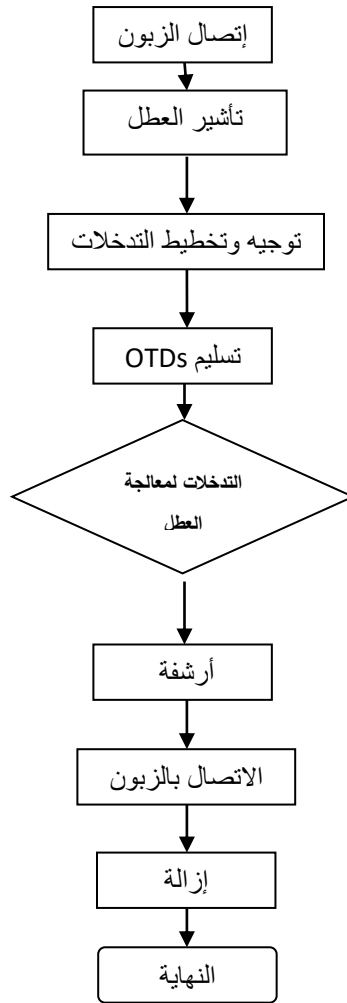 إتصال الزبون
تأشير العطل
توجيه وتخطيط التدخلات
تسليم OTDs
التدخلات لمعالجة
العطل
أرشفة
الاتصال بالزبون
إزالة
النهاية